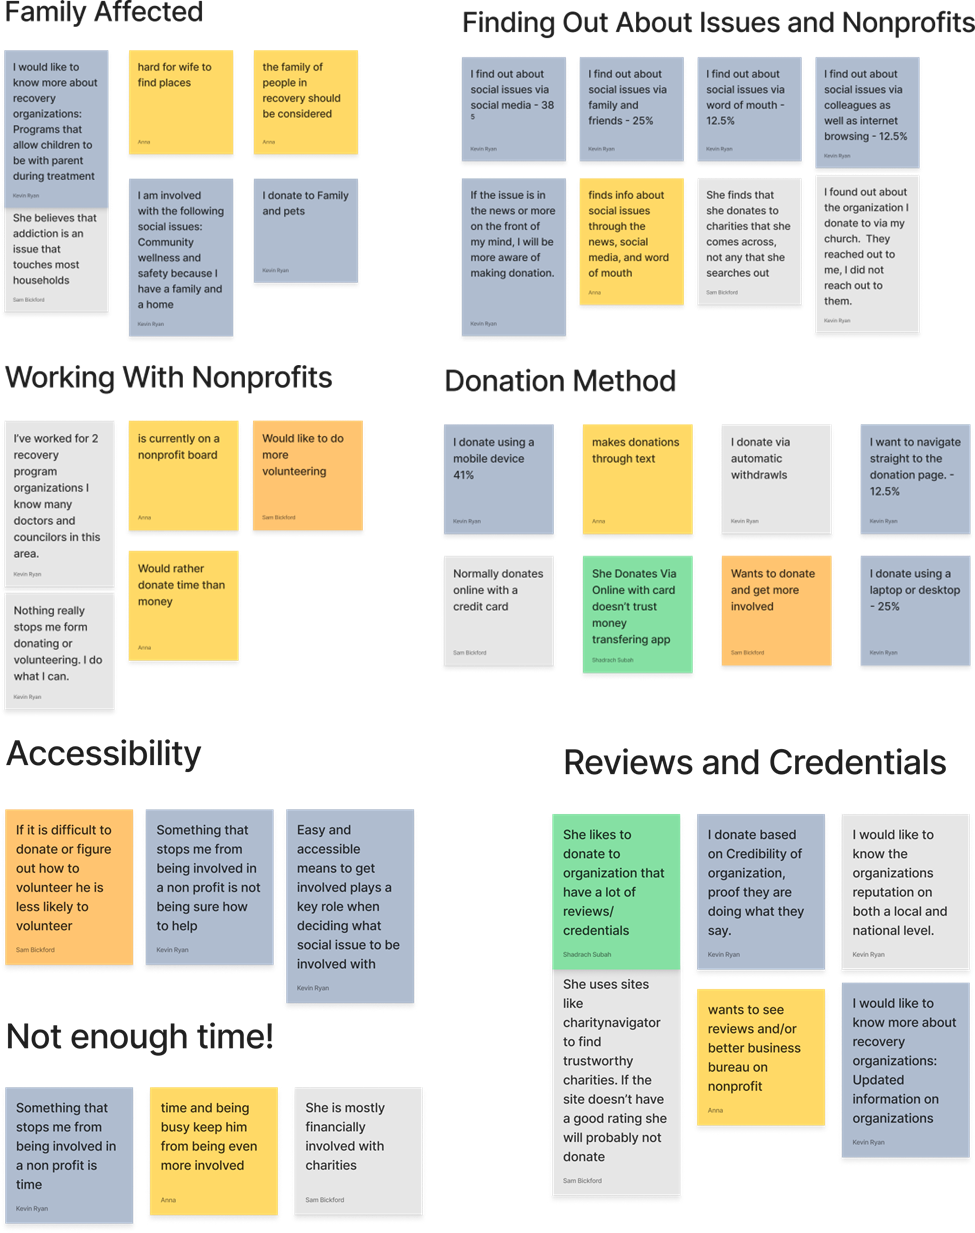 Family Affected
I would like to
know more about
recovery
organizations:
Programs that
allow children to
be with parent
during treatment
Kevin Ryan
She believes that
addiction is an
issue that
touches most
households
Sam Bickford
hard for wife to
find places
Anna
the family of
people in
recovery should
be considered
Anna
I am involved
with the following
social issues:
Community
wellness and
safety because I
have a family and
a home
Kevin Ryan
I donate to Family
and pets
Kevin Ryan
Finding Out About Issues and Nonprofits
I find out about
social issues via
social media - 38
5
Kevin Ryan
I find out about
social issues via
family and
friends - 25%
Kevin Ryan
I find out about
social issues via
word of mouth -
12.5%
Kevin Ryan
I find out about
social issues via
colleagues as
well as internet
browsing - 12.5%
Kevin Ryan
If the issue is in
the news or more
on the front of
my mind, I will be
more aware of
making donation.
Kevin Ryan
finds info about
social issues
through the
news, social
media, and word
of mouth
Anna
She finds that
she donates to
charities that she
comes across,
not any that she
searches out
Sam Bickford
I found out about
the organization I
donate to via my
church.  They
reached out to
me, I did not
reach out to
them.
Kevin Ryan
Working With Nonprofits
I've worked for 2
recovery
program
organizations I
know many
doctors and
councilors in this
area.
Kevin Ryan
Nothing really
stops me form
donating or
volunteering. I do
what I can.
Kevin Ryan
is currently on a
nonprofit board
Anna
Would like to do
more
volunteering
Sam Bickford
Would rather
donate time than
money
Anna
Donation Method
I donate using a
mobile device
41%
Kevin Ryan
makes donations
through text
Anna
I donate via
automatic
withdrawls
Kevin Ryan
I want to navigate
straight to the
donation page. -
12.5%
Kevin Ryan
Normally donates
online with a
credit card
Sam Bickford
She Donates Via
Online with card
doesn't trust
money
transfering app
Shadrach Subah
Wants to donate
and get more
involved
Sam Bickford
I donate using a
laptop or desktop
- 25%
Kevin Ryan
Accessibility
If it is difficult to
donate or figure
out how to
volunteer he is
less likely to
volunteer
Sam Bickford
Something that
stops me from
being involved in
a non profit is not
being sure how
to help
Kevin Ryan
Easy and
accessible
means to get
involved plays a
key role when
deciding what
social issue to be
involved with
Kevin Ryan
Not enough time!
Something that
stops me from
being involved in
a non profit is
time
Kevin Ryan
time and being
busy keep him
from being even
more involved
Anna
She is mostly
financially
involved with
charities
Sam Bickford
Reviews and Credentials
She likes to
donate to
organization that
have a lot of
reviews/
credentials
Shadrach Subah
She uses sites
like
charitynavigator
to find
trustworthy
charities. If the
site doesn't have
a good rating she
will probably not
donate
Sam Bickford
I donate based
on Credibility of
organization,
proof they are
doing what they
say.
Kevin Ryan
I would like to
know the
organizations
reputation on
both a local and
national level.
Kevin Ryan
wants to see
reviews and/or
better business
bureau on
nonprofit
Anna
I would like to
know more about
recovery
organizations:
Updated
information on
organizations
Kevin Ryan